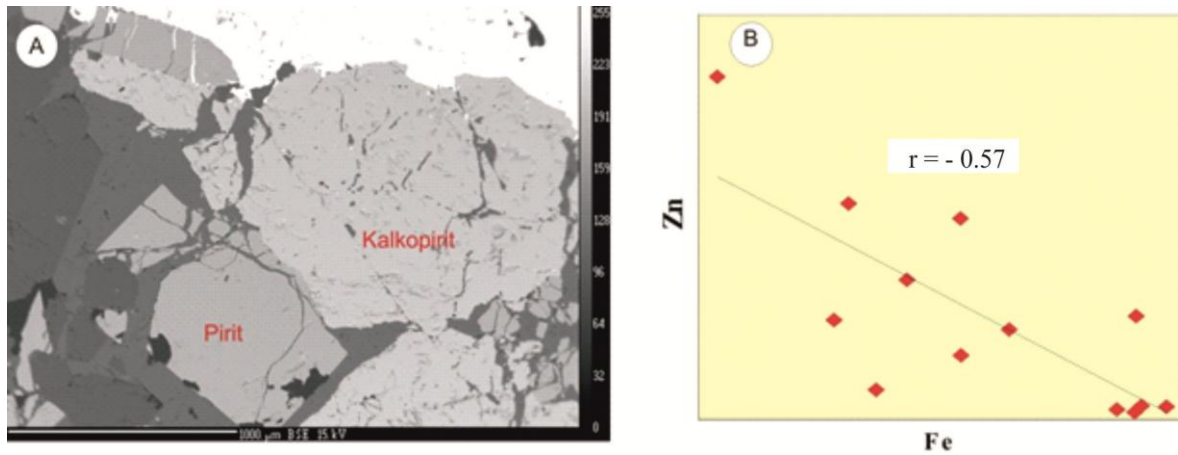 A
Kalkopirit
Pirit
1000 μm BSE 15 kV
255
223
191
159
128
96
64
32
0
B
r = - 0.57
Zn
Fe